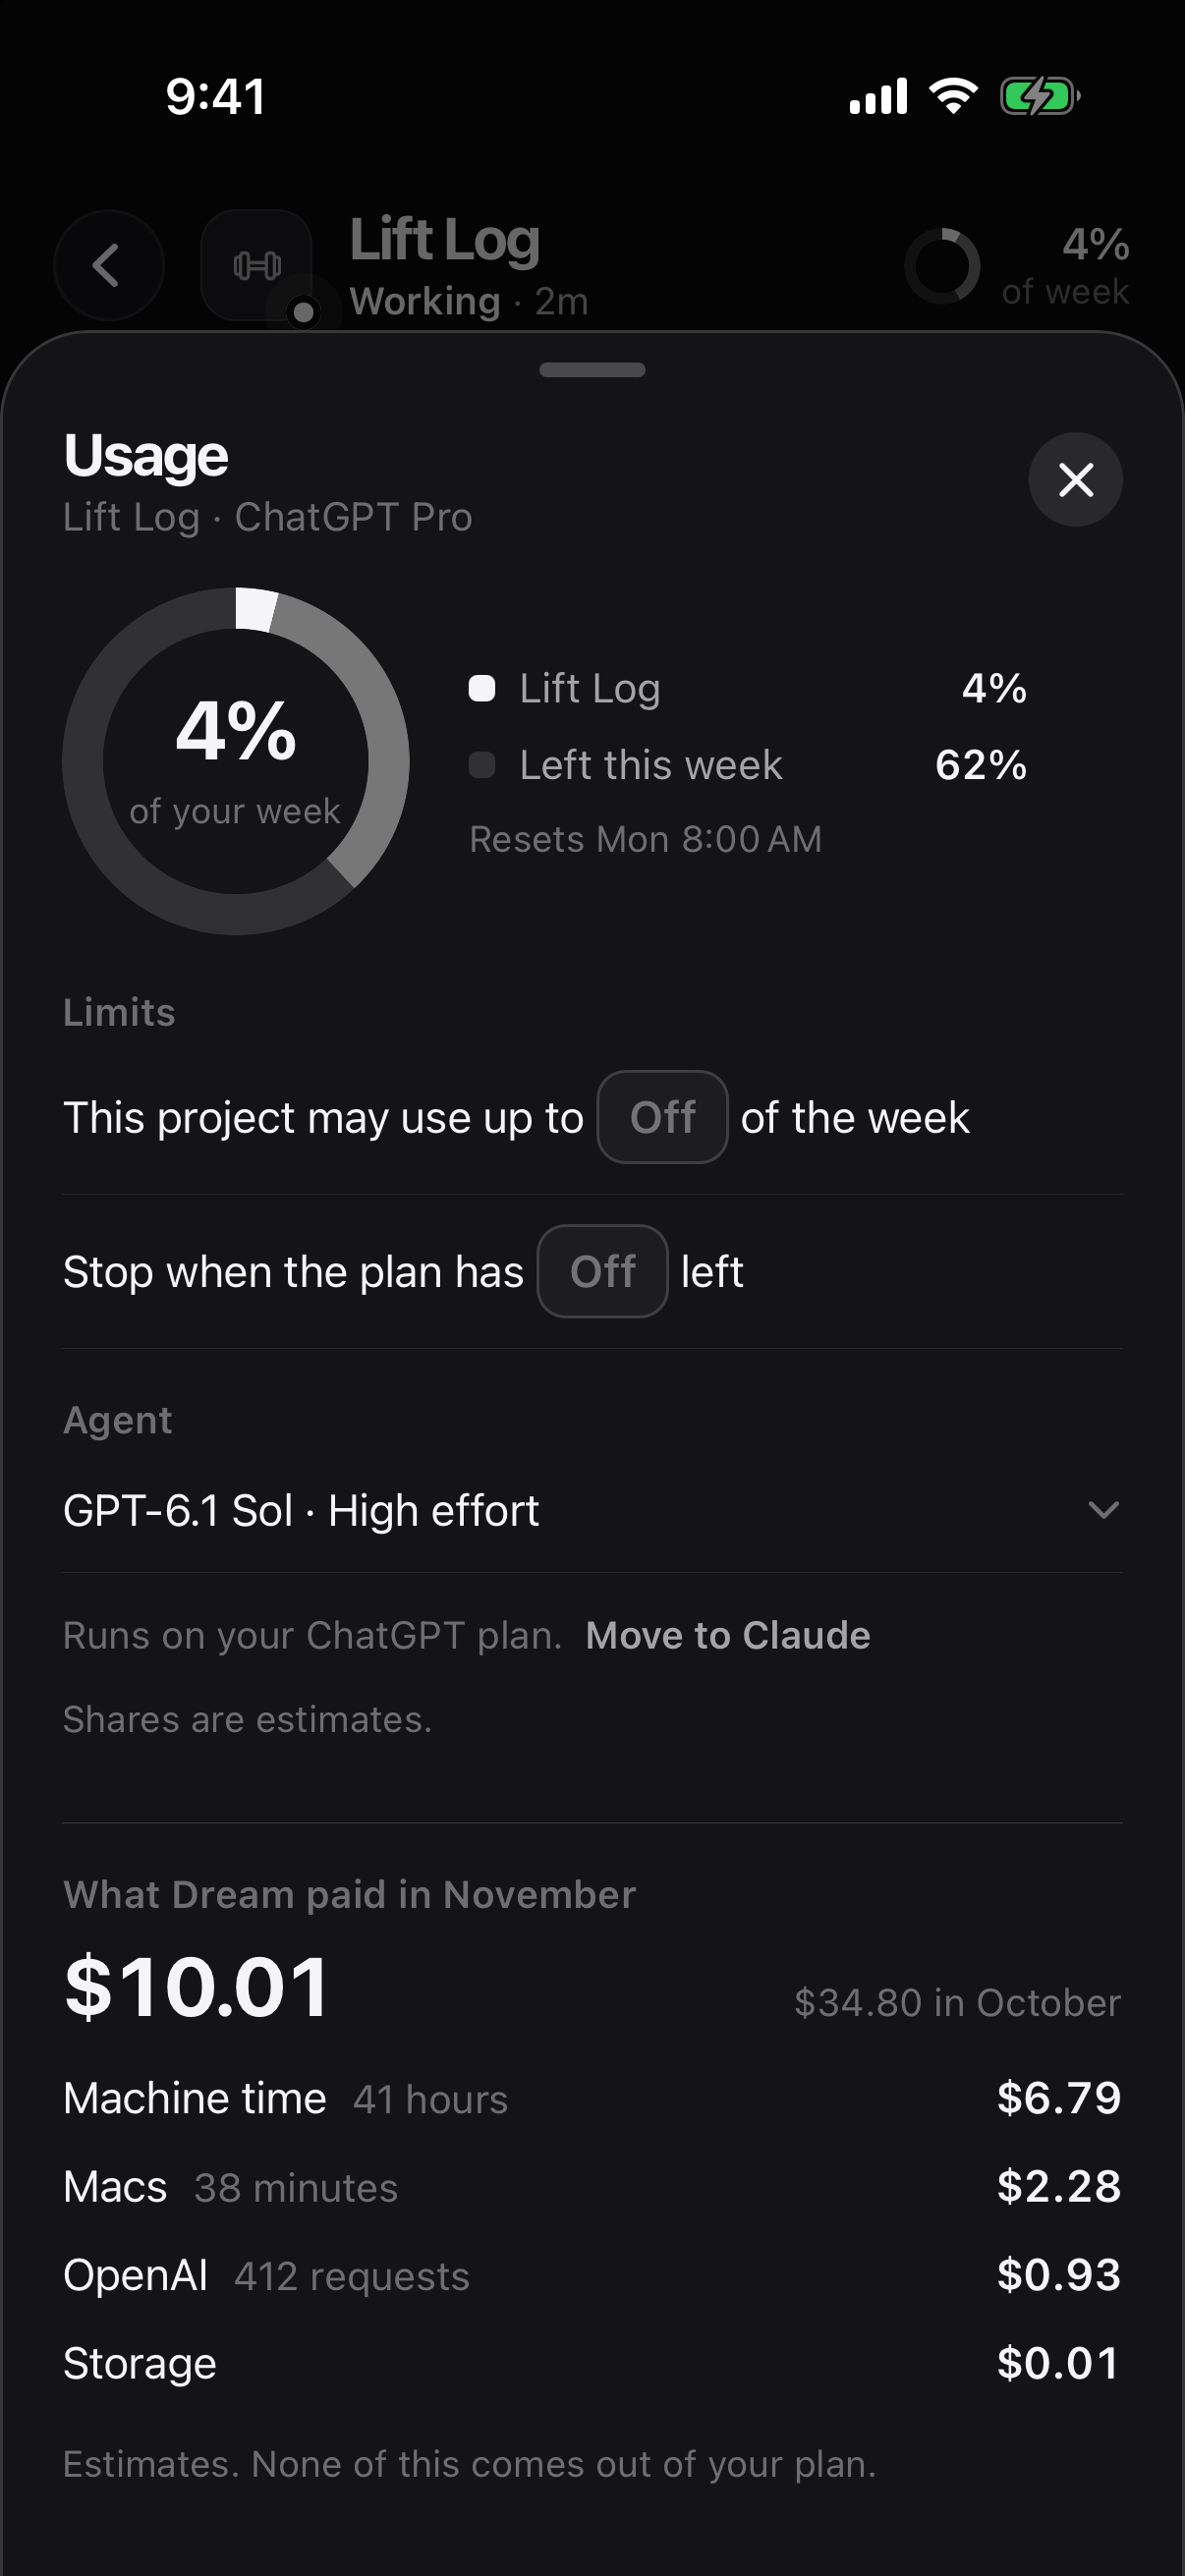 9:41
Lift Log
Working · 2m
4%
of week
Usage
Lift Log · ChatGPT Pro
4%
of your week
Lift Log 4%
Left this week 62%
Resets Mon 8:00 AM
Limits
This project may use up to Off of the week
Stop when the plan has Off left
Agent
GPT-6.1 Sol · High effort
Runs on your ChatGPT plan. Move to Claude
Shares are estimates.
What Dream paid in November
$10.01
$34.80 in October
Machine time 41 hours $6.79
Macs 38 minutes $2.28
OpenAI 412 requests $0.93
Storage $0.01
Estimates. None of this comes out of your plan.